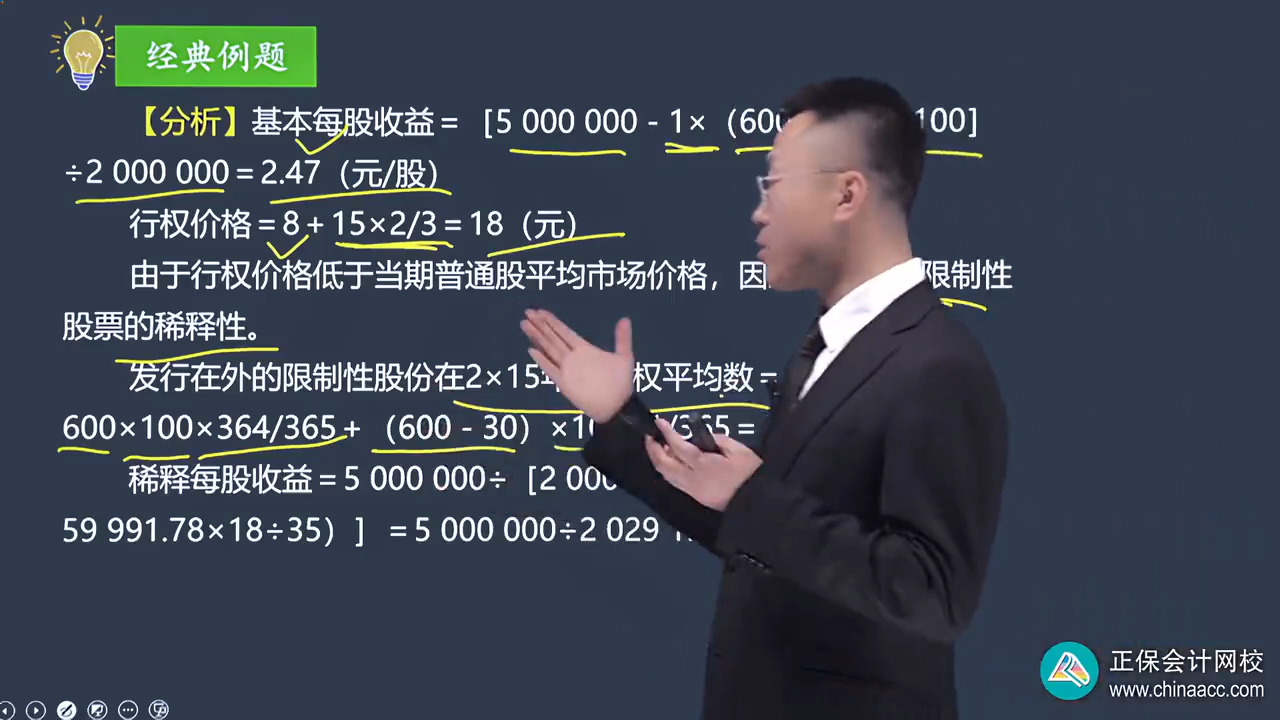 经典例题
【分析】基本每股收益＝［5 000 000－1×（600 100］
÷2 000 000＝2.47（元/股）
行权价格＝8＋15×2/3＝18（元）
由于行权价格低于当期普通股平均市场价格，因 限制性
股票的稀释性。
发行在外的限制性股份在2×15年 权平均数＝
600×100×364/365＋（600－30）×10 /365＝
稀释每股收益＝5 000 000÷［2 000
59 991.78×18÷35）］＝5 000 000÷2 029
正保会计网校
www.chinaacc.com